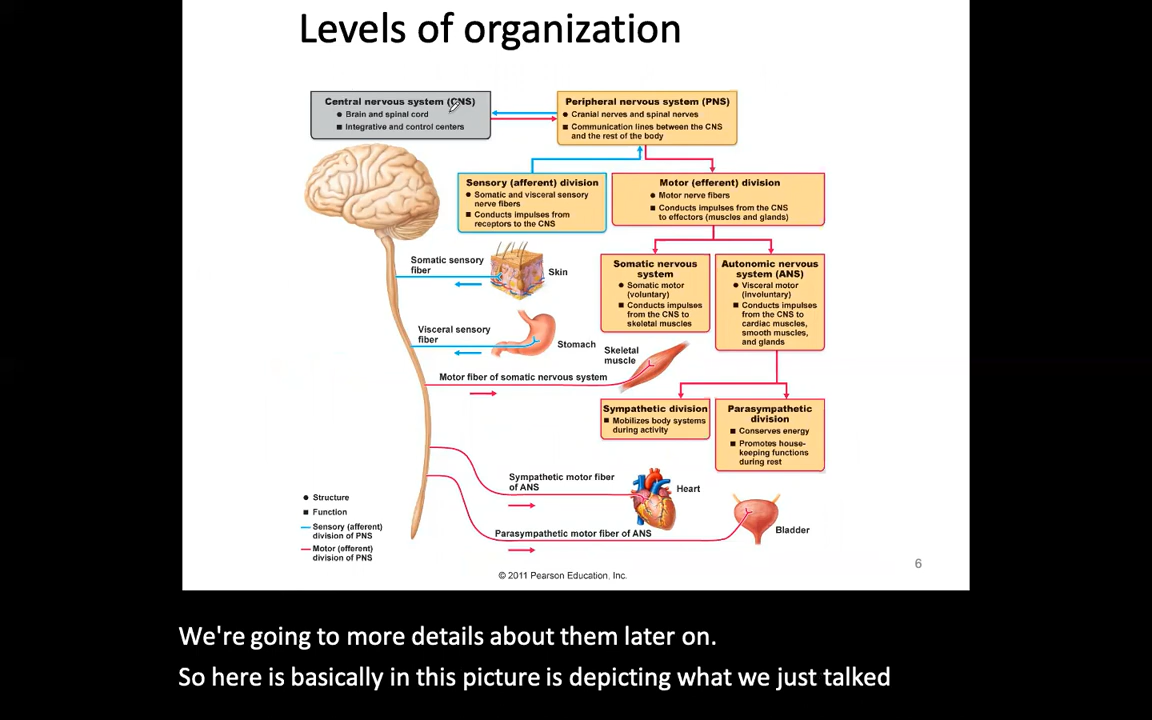 Levels of organization
Central nervous system (CNS)
Brain and spinal cord
Integrative and control centers
Peripheral nervous system (PNS)
Cranial nerves and spinal nerves
Communication lines between the CNS
and the rest of the body
Sensory (afferent) division
Somatic and visceral sensory
nerve fibers
Conducts impulses from
receptors to the CNS
Motor (efferent) division
Motor nerve fibers
Conducts impulses from the CNS
to effectors (muscles and glands)
Somatic sensory
fiber
Skin
Somatic nervous
system
Somatic motor
(voluntary)
Conducts impulses
from the CNS to
skeletal muscles
Autonomic nervous
system (ANS)
Visceral motor
(involuntary)
Conducts impulses
from the CNS to
cardiac muscles,
smooth muscles,
and glands
Visceral sensory
fiber
Stomach
Skeletal
muscle
Motor fiber of somatic nervous system
Sympathetic division
Mobilizes body systems
during activity
Parasympathetic
division
Conserves energy
Promotes house-
keeping functions
during rest
Sympathetic motor fiber
of ANS
Heart
Parasympathetic motor fiber of ANS
Bladder
Structure
Function
Sensory (afferent)
division of PNS
Motor (efferent)
division of PNS
6
© 2011 Pearson Education, Inc.
We're going to more details about them later on.
So here is basically in this picture is depicting what we just talked